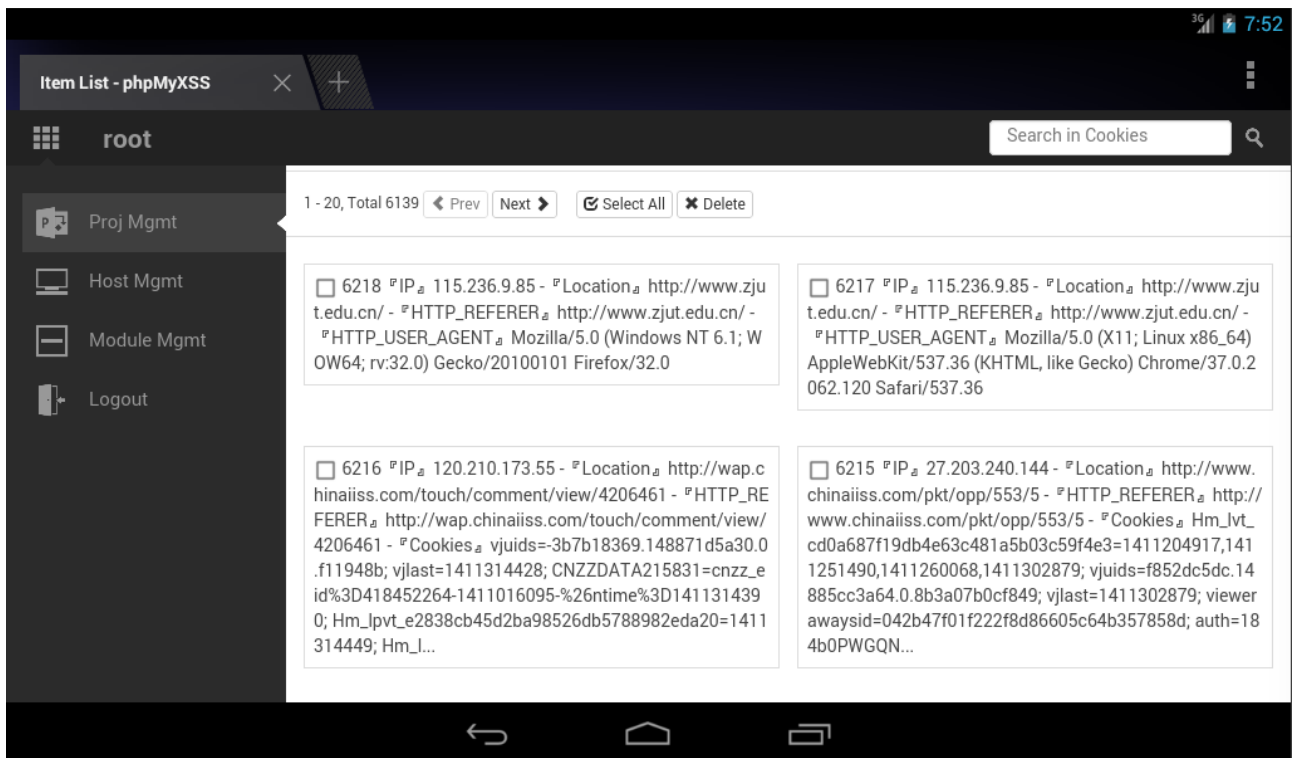 3G 7:52
Item List - phpMyXSS
root
Search in Cookies
Proj Mgmt
Host Mgmt
Module Mgmt
Logout
1 - 20, Total 6139 Prev Next Select All Delete
6218 『IP』 115.236.9.85 - 『Location』 http://www.zju
t.edu.cn/ - 『HTTP_REFERER』 http://www.zjut.edu.cn/ -
『HTTP_USER_AGENT』 Mozilla/5.0 (Windows NT 6.1; W
OW64; rv:32.0) Gecko/20100101 Firefox/32.0
6217 『IP』 115.236.9.85 - 『Location』 http://www.zju
t.edu.cn/ - 『HTTP_REFERER』 http://www.zjut.edu.cn/ -
『HTTP_USER_AGENT』 Mozilla/5.0 (X11; Linux x86_64)
AppleWebKit/537.36 (KHTML, like Gecko) Chrome/37.0.2
062.120 Safari/537.36
6216 『IP』 120.210.173.55 - 『Location』 http://wap.c
hinaiiss.com/touch/comment/view/4206461 - 『HTTP_RE
FERER』 http://wap.chinaiiss.com/touch/comment/view/
4206461 - 『Cookies』 vjuids=-3b7b18369.148871d5a30.0
.f11948b; vjlast=1411314428; CNZZDATA215831=cnzz_e
id%3D418452264-1411016095-%26ntime%3D141131439
0; Hm_lpvt_e2838cb45d2ba98526db5788982eda20=1411
314449; Hm_l...
6215 『IP』 27.203.240.144 - 『Location』 http://www.
chinaiiss.com/pkt/opp/553/5 - 『HTTP_REFERER』 http://
www.chinaiiss.com/pkt/opp/553/5 - 『Cookies』 Hm_lvt_
cd0a687f19db4e63c481a5b03c59f4e3=1411204917,141
1251490,1411260068,1411302879; vjuids=f852dc5dc.14
885cc3a64.0.8b3a07b0cf849; vjlast=1411302879; viewer
awaysid=042b47f01f222f8d86605c64b357858d; auth=18
4b0PWGQN...